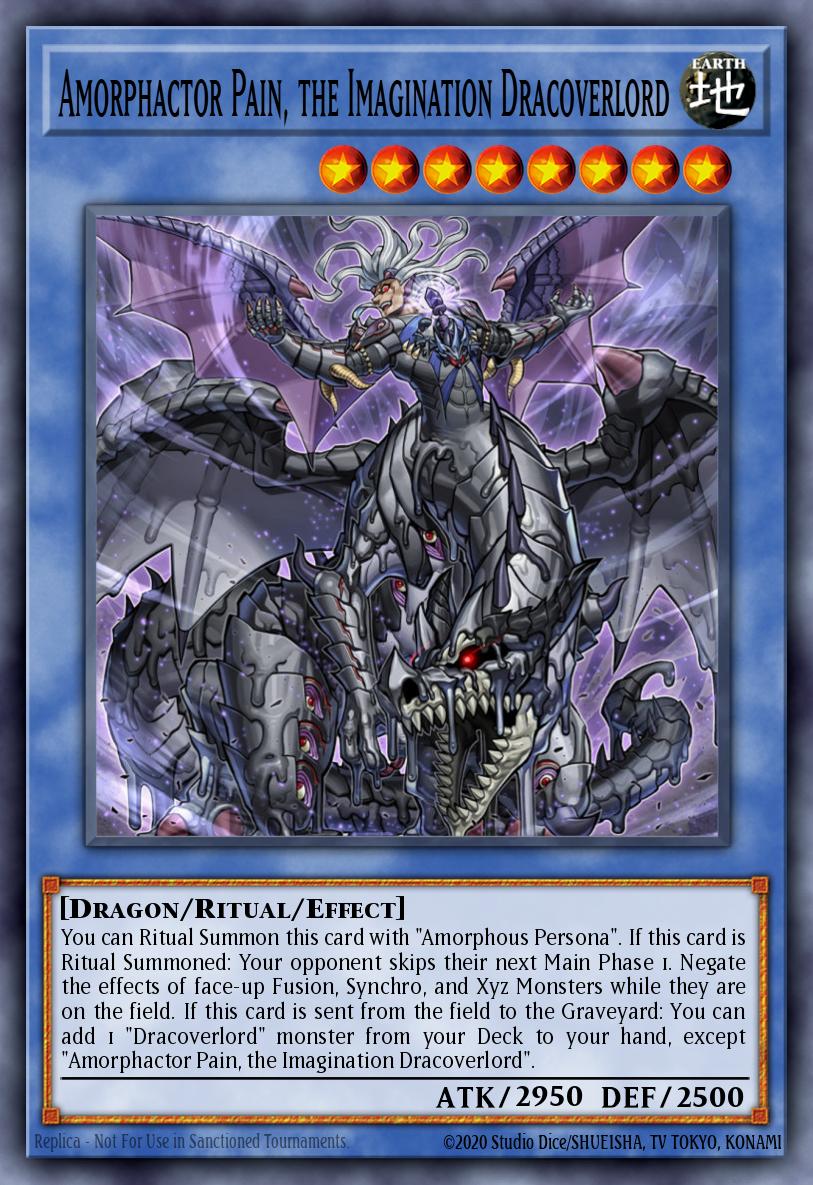 Amorphactor Pain, the Imagination Dracoverlord
EARTH
地
[Dragon/Ritual/Effect]
You can Ritual Summon this card with "Amorphous Persona". If this card is
Ritual Summoned: Your opponent skips their next Main Phase 1. Negate
the effects of face-up Fusion, Synchro, and Xyz Monsters while they are
on the field. If this card is sent from the field to the Graveyard: You can
add 1 "Dracoverlord" monster from your Deck to your hand, except
"Amorphactor Pain, the Imagination Dracoverlord".
ATK/2950 DEF/2500
Replica - Not For Use in Sanctioned Tournaments.
©2020 Studio Dice/SHUEISHA, TV TOKYO, KONAMI